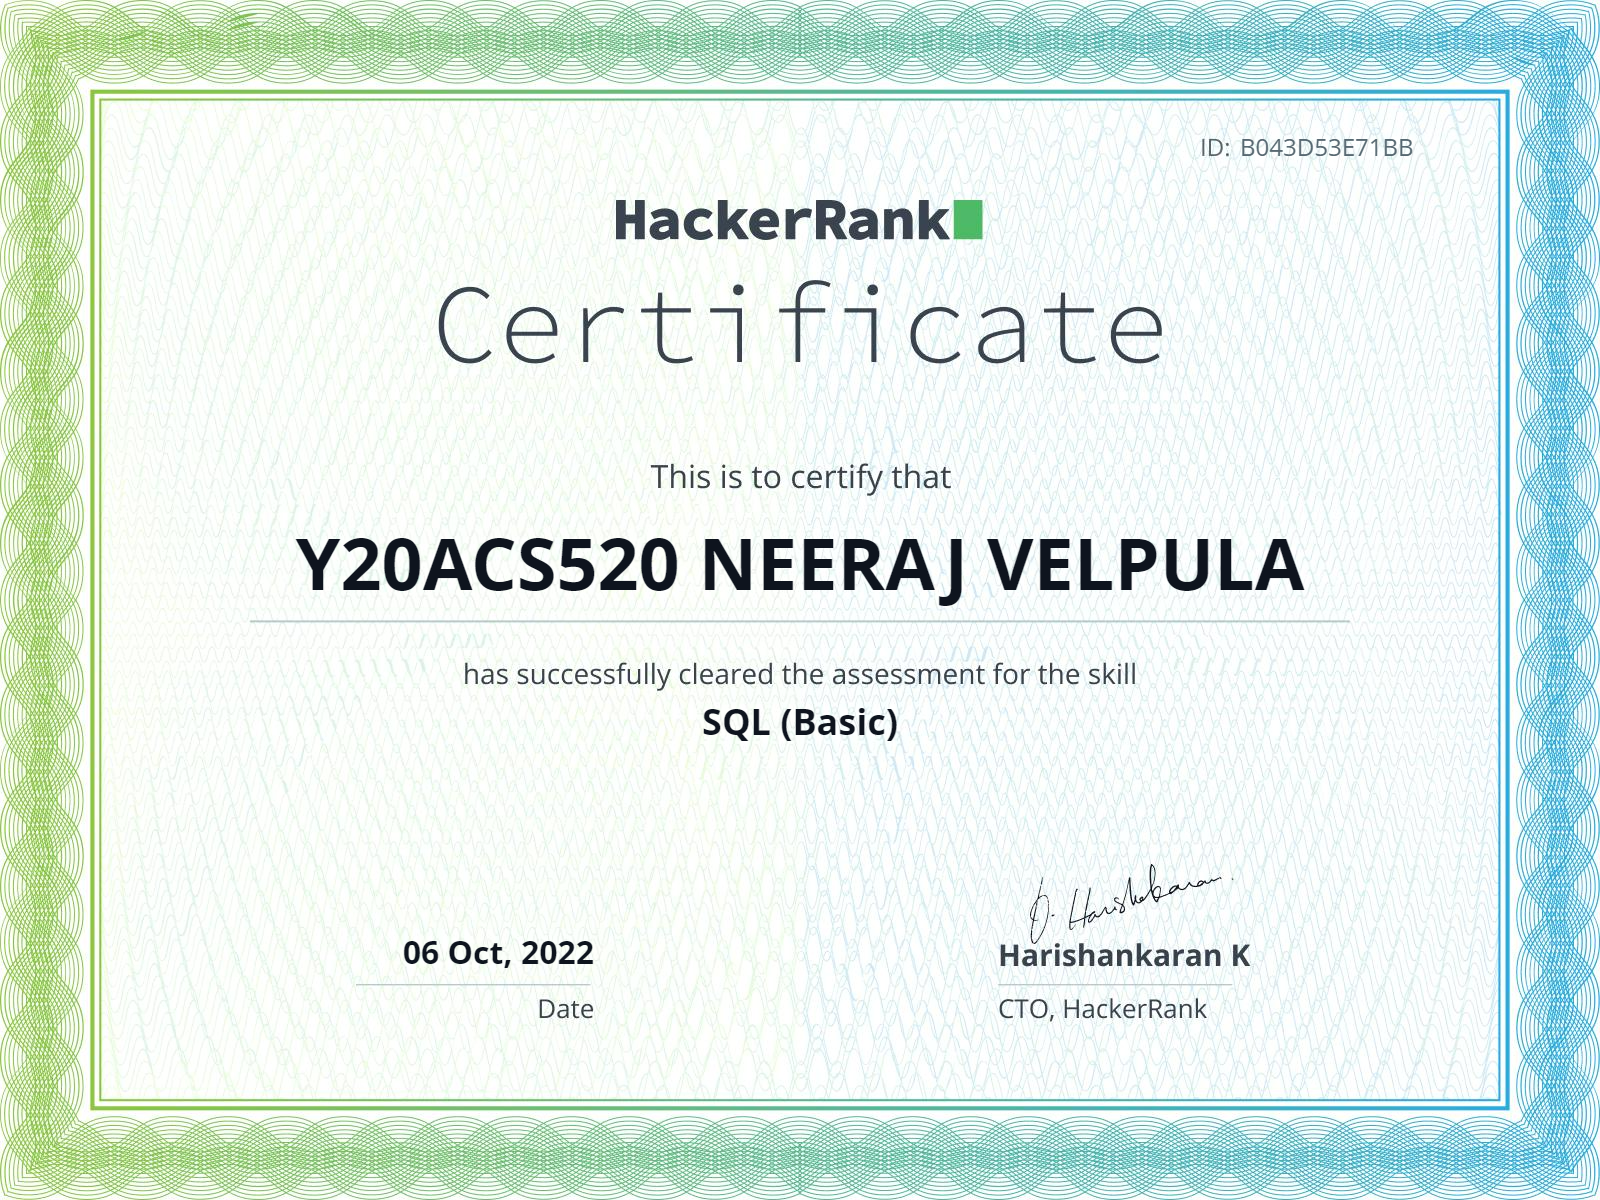 ID: B043D53E71BB
HackerRank
Certificate
This is to certify that
Y20ACS520 NEERAJ VELPULA
has successfully cleared the assessment for the skill
SQL (Basic)
06 Oct, 2022
Date
Harishankaran K
CTO, HackerRank